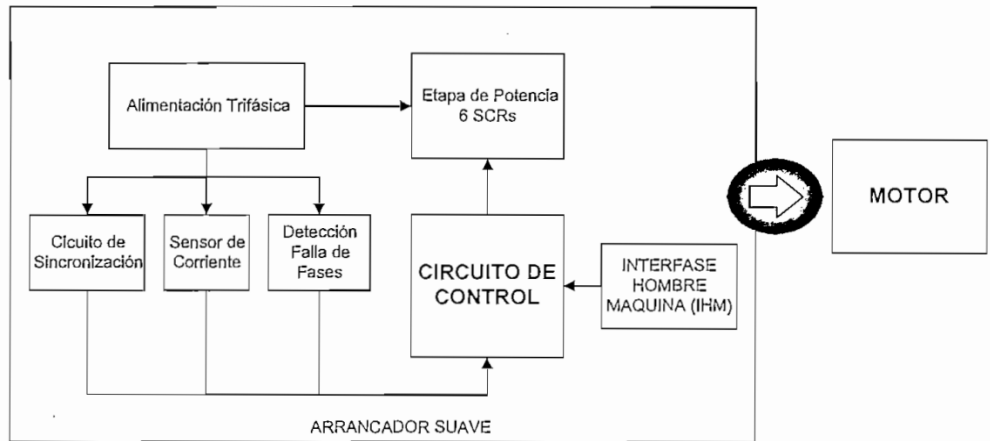 Alimentación Trifásica
Etapa de Potencia
6 SCRs
MOTOR
Cicuito de
Sincronización
Sensor de
Corriente
Detección
Falla de
Fases
CIRCUITO DE
CONTROL
INTERFASE
HOMBRE
MAQUINA (IHM)
ARRANCADOR SUAVE